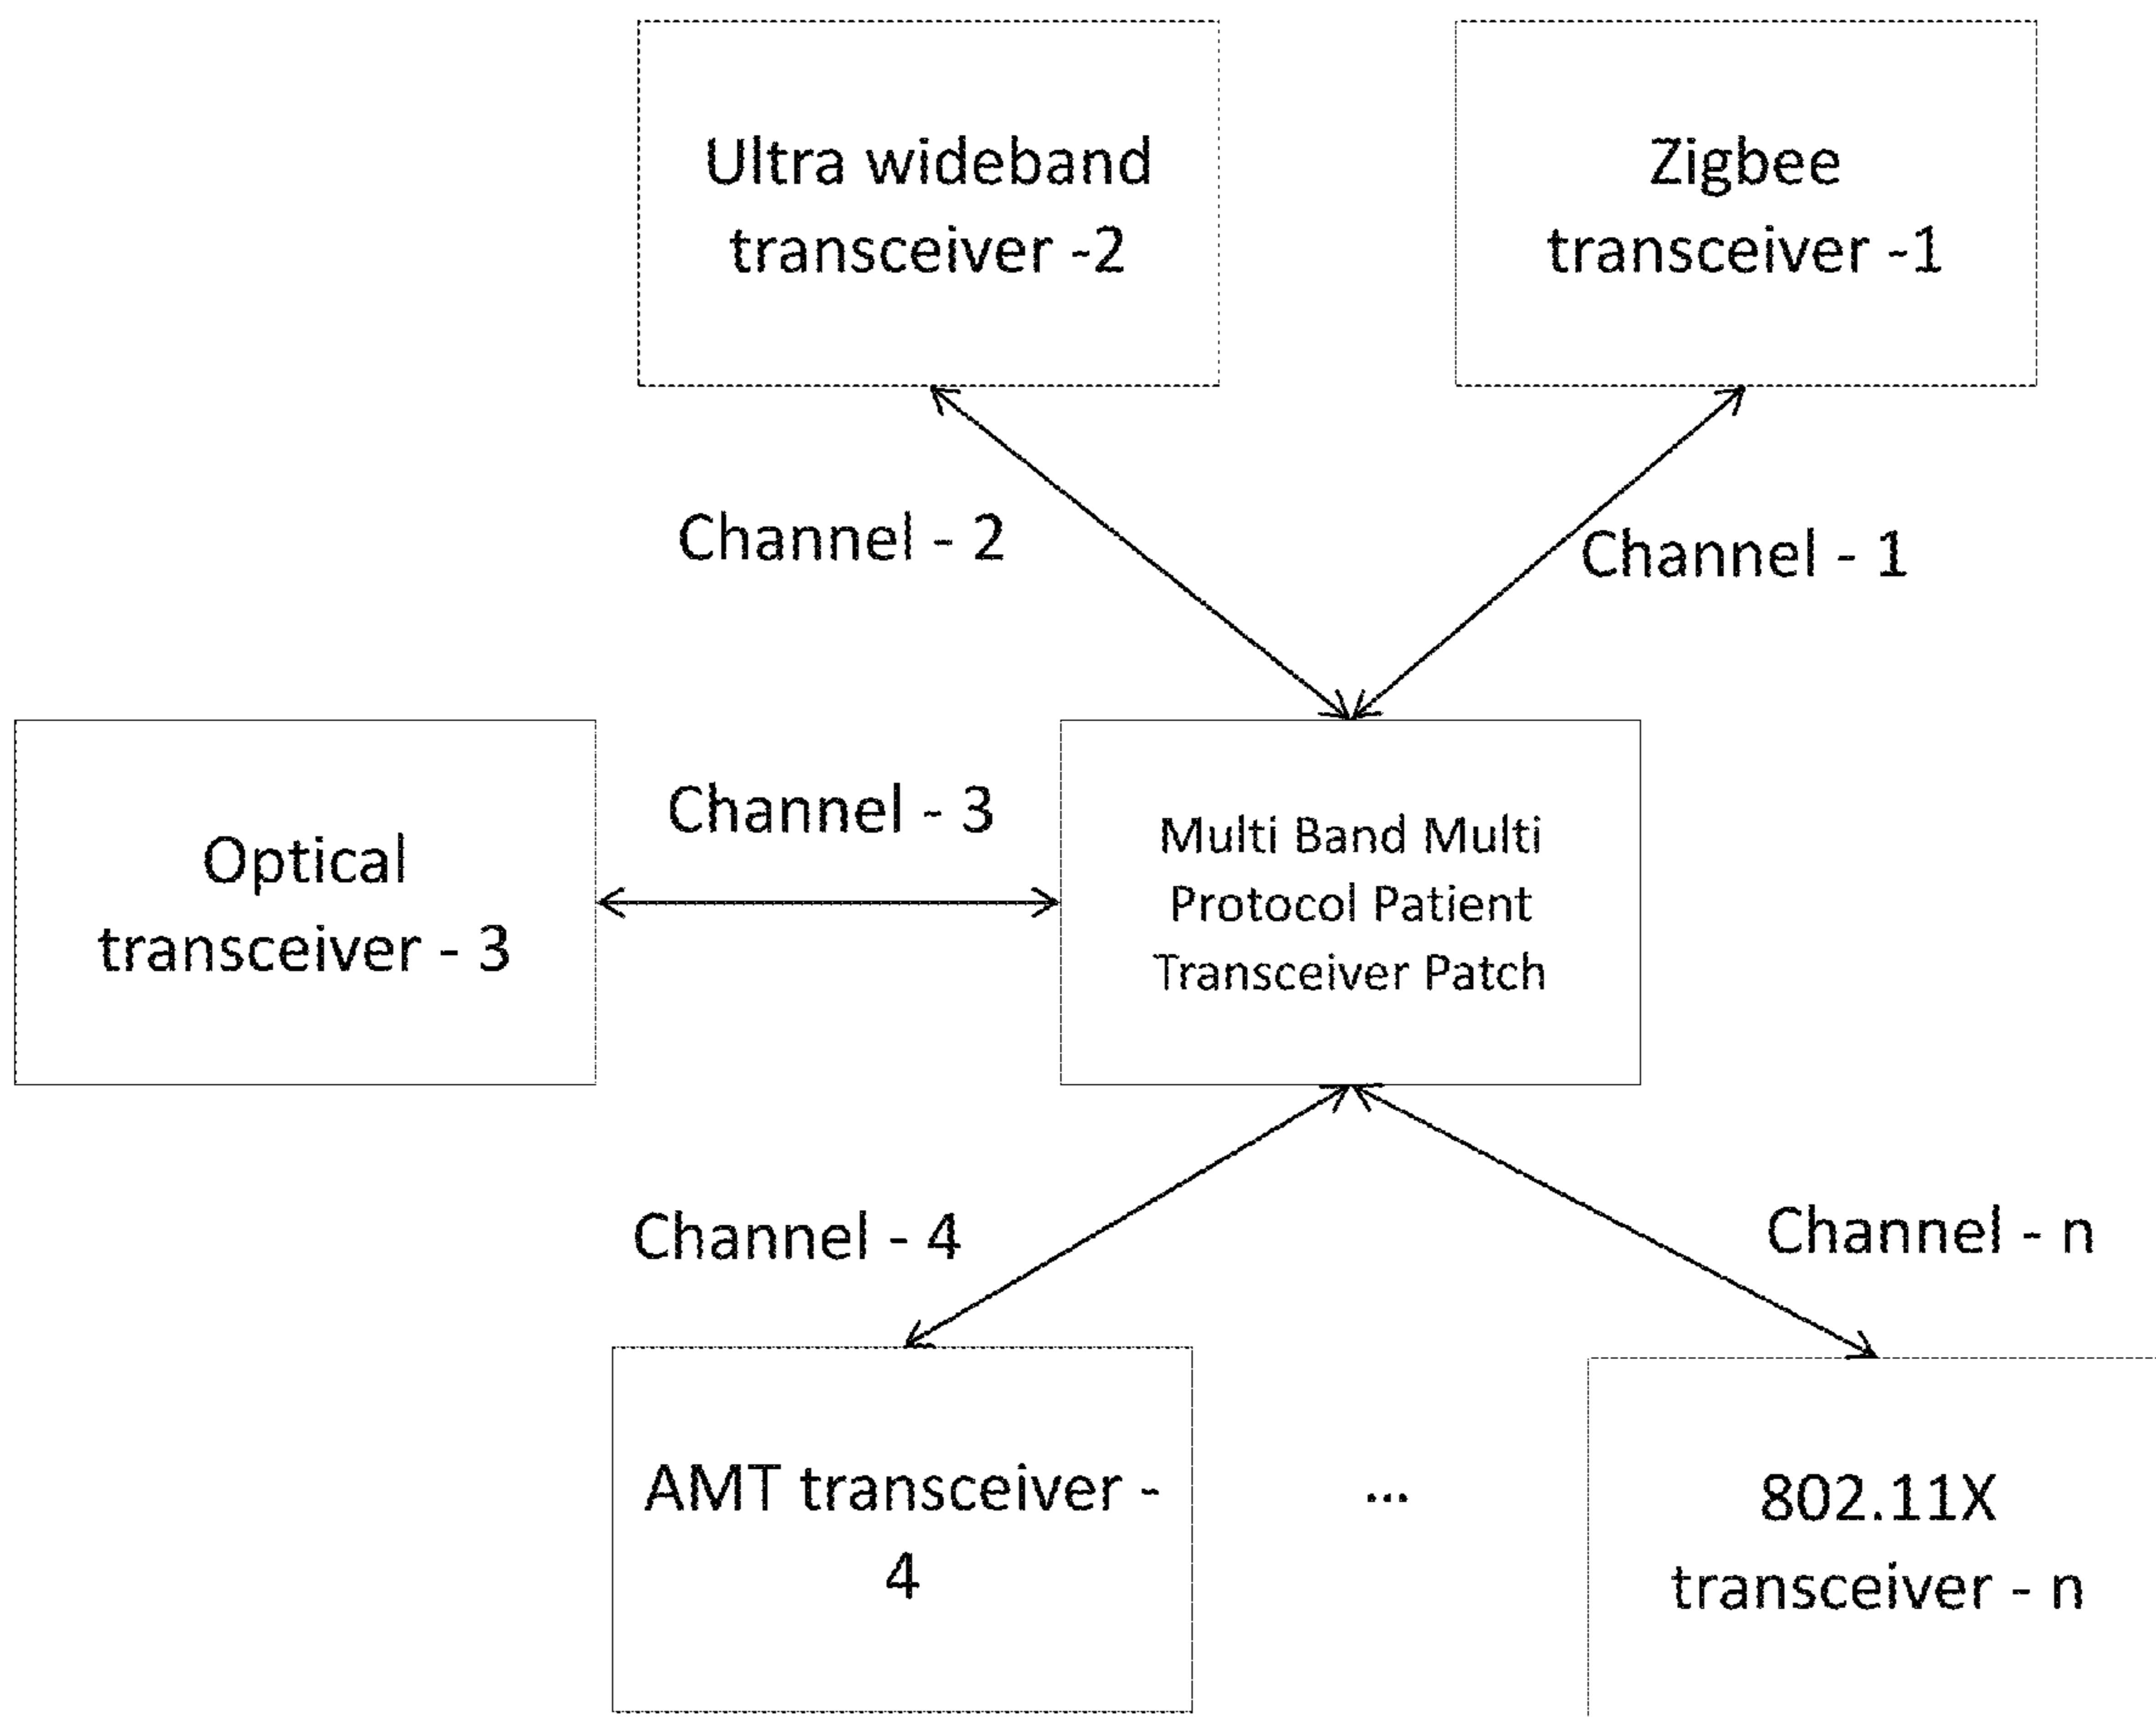 Ultra wideband
transceiver -2
Zigbee
transceiver -1
Channel - 2
Channel - 1
Optical
transceiver - 3
Channel - 3
Multi Band Multi
Protocol Patient
Transceiver Patch
Channel - 4
Channel - n
AMT transceiver -
4
...
802.11X
transceiver - n